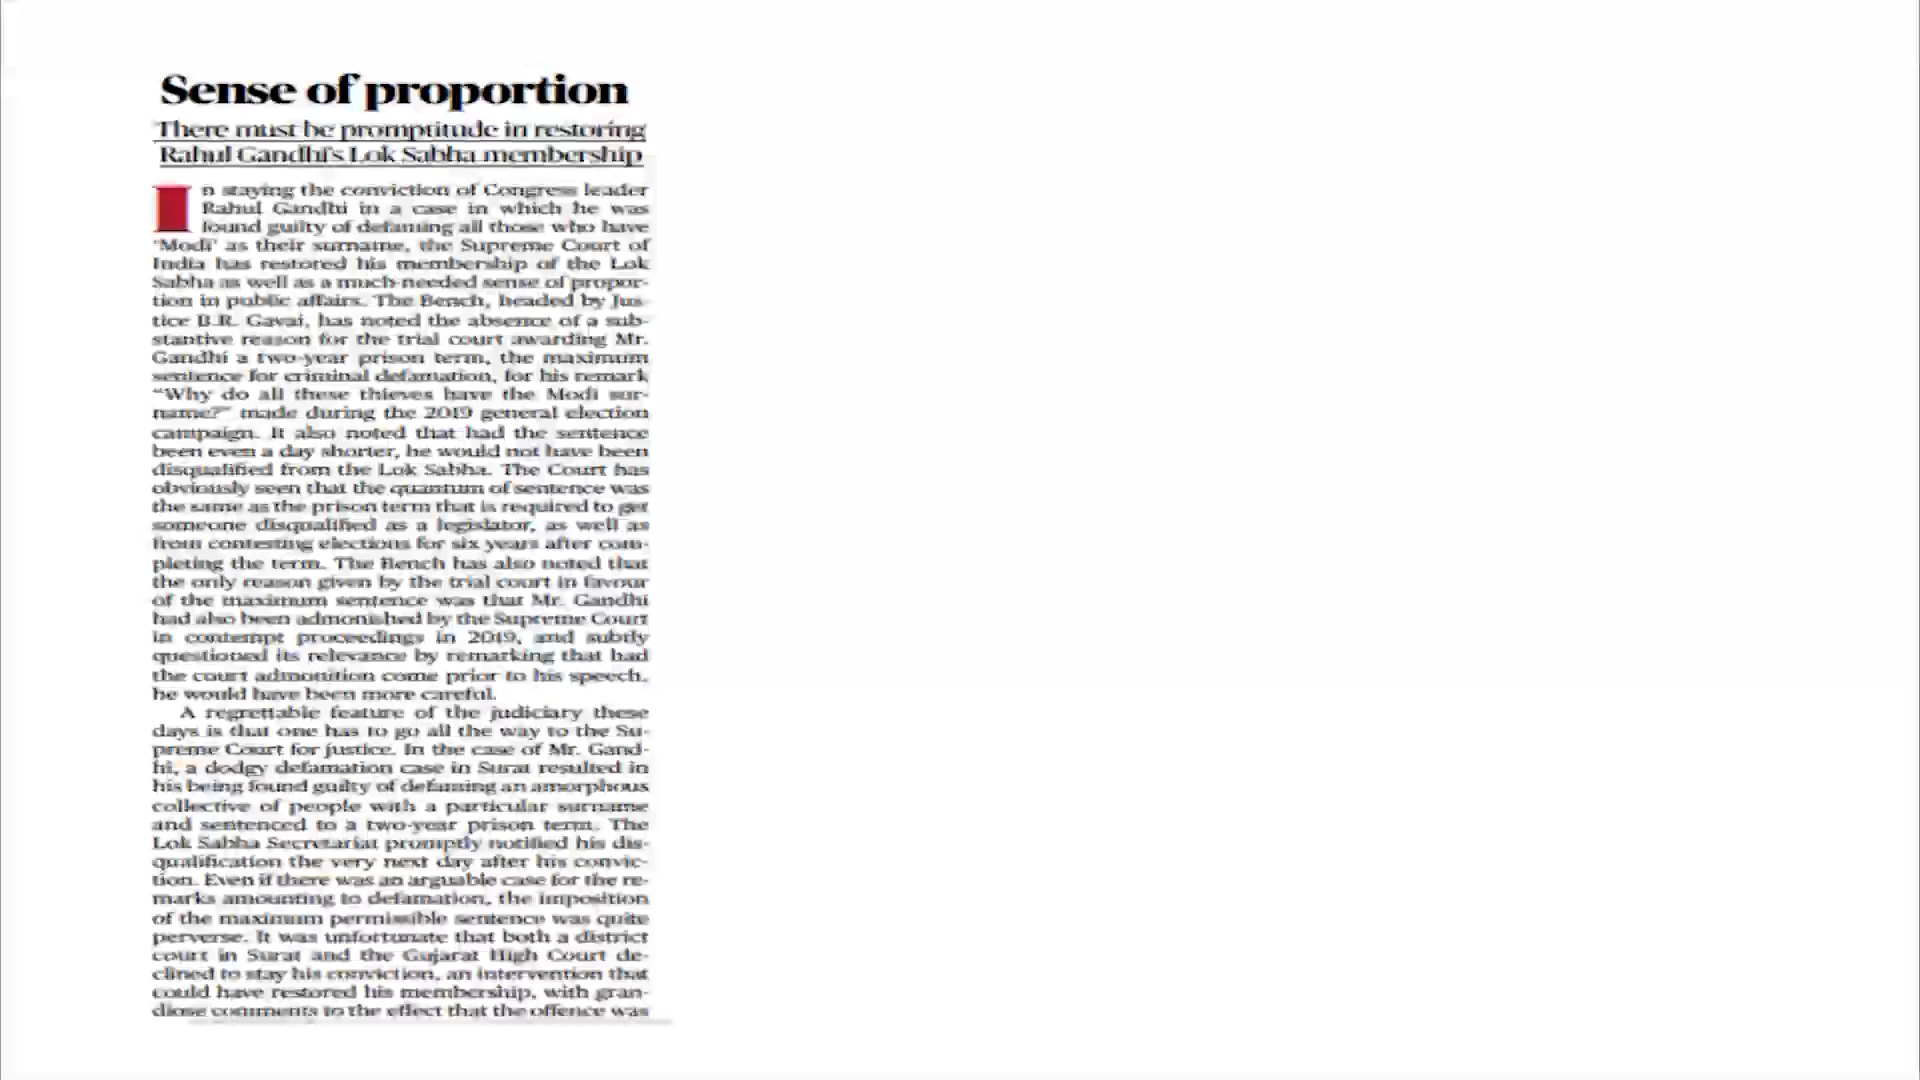 Sense of proportion
There must be promptitude in restoring
Rahul Gandhi's Lok Sabha membership
In staying the conviction of Congress leader
Rahul Gandhi in a case in which he was
found guilty of defaming all those who have
'Modi' as their surname, the Supreme Court of
India has restored his membership of the Lok
Sabha as well as a much-needed sense of propor-
tion in public affairs. The Bench, headed by Jus-
tice B.R. Gavai, has noted the absence of a sub-
stantive reason for the trial court awarding Mr.
Gandhi a two-year prison term, the maximum
sentence for criminal defamation, for his remark
“Why do all these thieves have the Modi sur-
name?” made during the 2019 general election
campaign. It also noted that had the sentence
been even a day shorter, he would not have been
disqualified from the Lok Sabha. The Court has
obviously seen that the quantum of sentence was
the same as the prison term that is required to get
someone disqualified as a legislator, as well as
from contesting elections for six years after com-
pleting the term. The Bench has also noted that
the only reason given by the trial court in favour
of the maximum sentence was that Mr. Gandhi
had also been admonished by the Supreme Court
in contempt proceedings in 2019, and subtly
questioned its relevance by remarking that had
the court admonition come prior to his speech,
he would have been more careful.
A regrettable feature of the judiciary these
days is that one has to go all the way to the Su-
preme Court for justice. In the case of Mr. Gand-
hi, a dodgy defamation case in Surat resulted in
his being found guilty of defaming an amorphous
collective of people with a particular surname
and sentenced to a two-year prison term. The
Lok Sabha Secretariat promptly notified his dis-
qualification the very next day after his convic-
tion. Even if there was an arguable case for the re-
marks amounting to defamation, the imposition
of the maximum permissible sentence was quite
perverse. It was unfortunate that both a district
court in Surat and the Gujarat High Court de-
clined to stay his conviction, an intervention that
could have restored his membership, with gran-
diose comments to the effect that the offence was